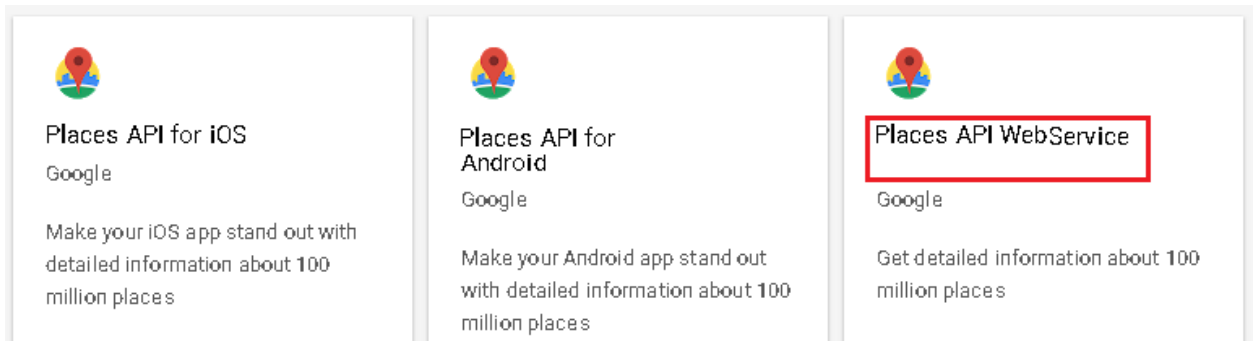 Places API for iOS
Google
Make your iOS app stand out with
detailed information about 100
million places
Places API for
Android
Google
Make your Android app stand out
with detailed information about 100
million places
Places API WebService
Google
Get detailed information about 100
million places